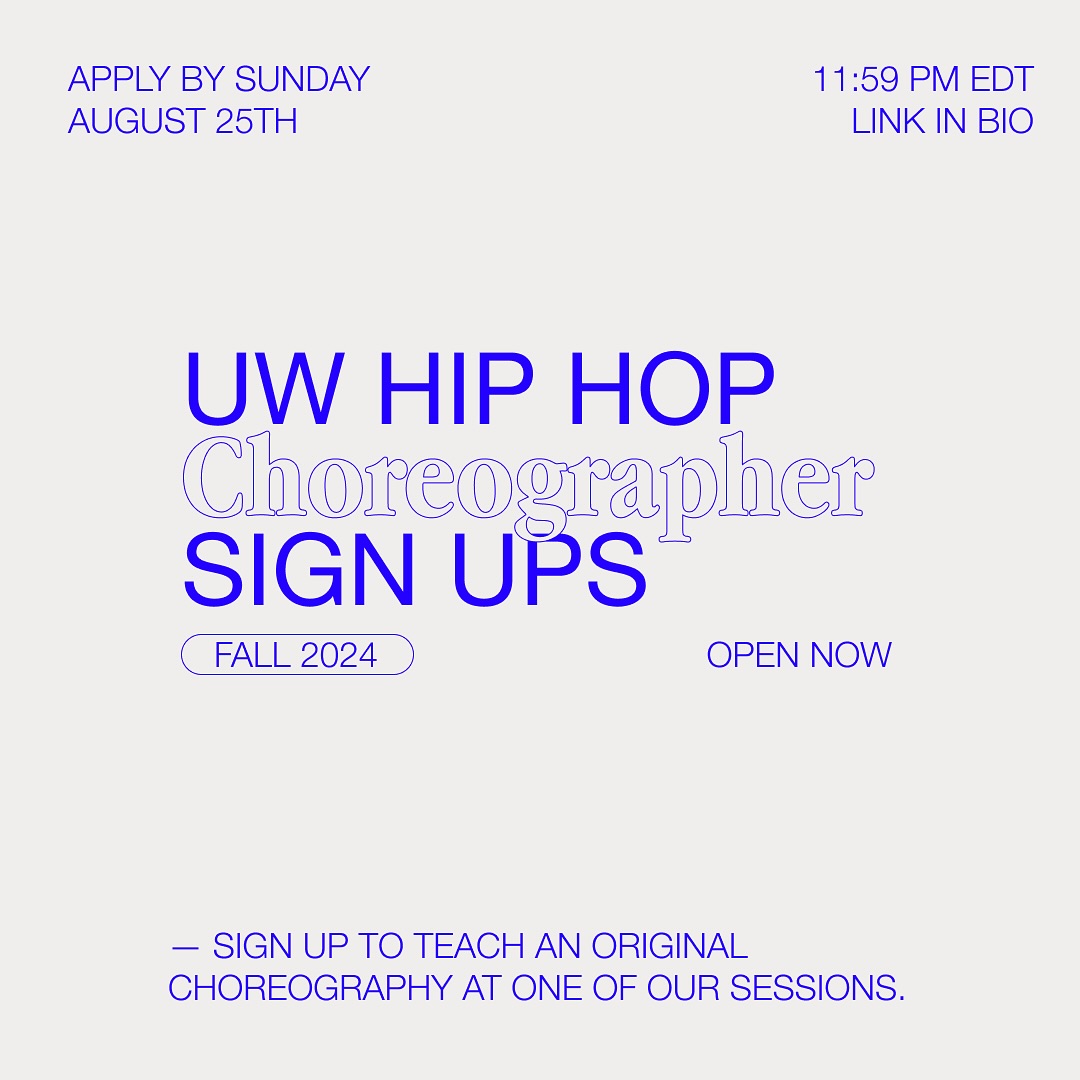 APPLY BY SUNDAY
AUGUST 25TH
11:59 PM EDT
LINK IN BIO
UW HIP HOP
Choreographer
SIGN UPS
FALL 2024
OPEN NOW
— SIGN UP TO TEACH AN ORIGINAL
CHOREOGRAPHY AT ONE OF OUR SESSIONS.